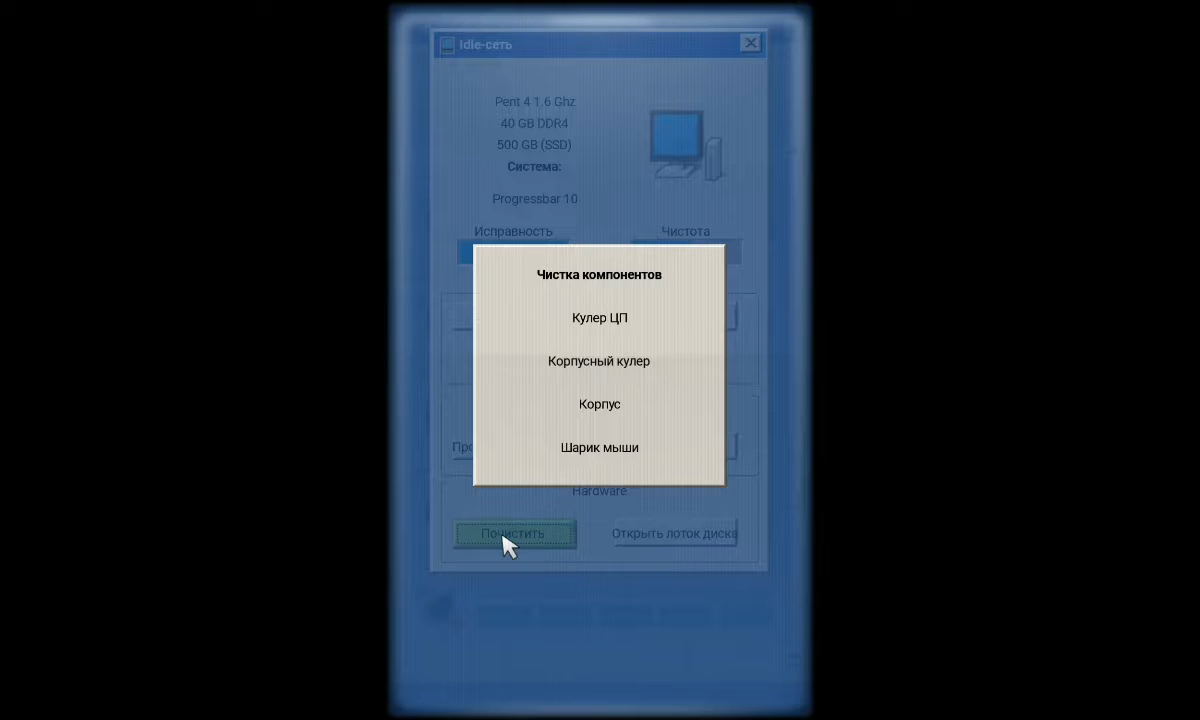 Idle-сеть
Pent 4 1.6 Ghz
40 GB DDR4
500 GB (SSD)
Система:
Progressbar 10
Исправность
Чистота
Чистка компонентов
Кулер ЦП
Корпусный кулер
Корпус
Шарик мыши
Hardware
Почистить
Открыть лоток диска